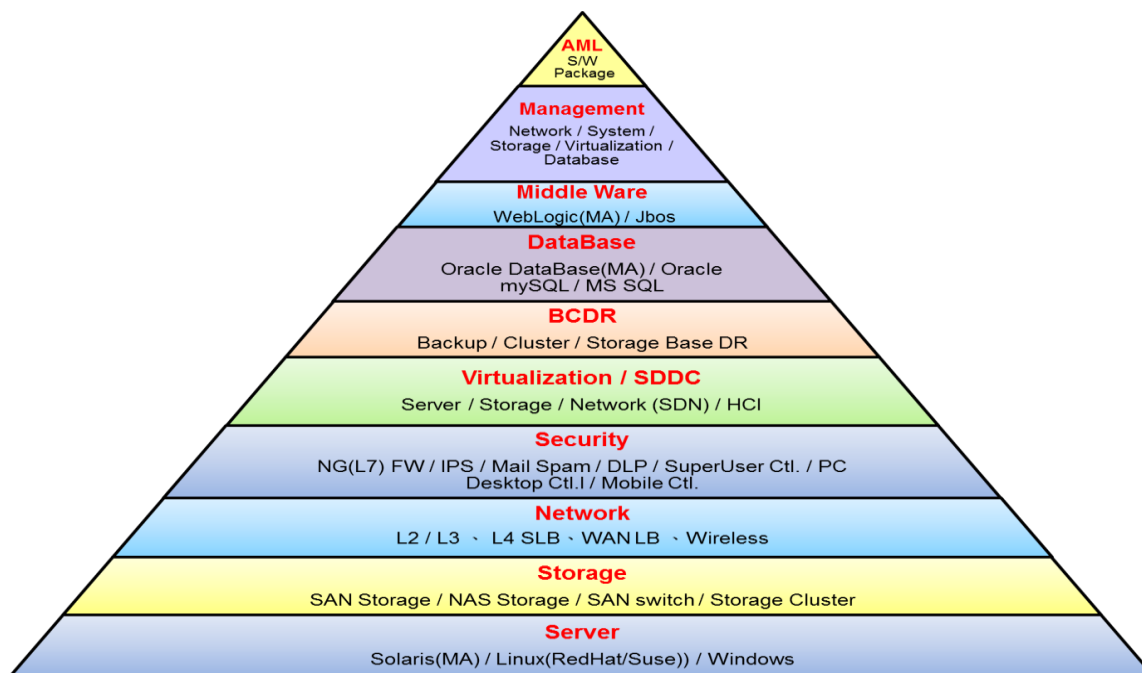 AML
S/W
Package
Management
Network / System /
Storage / Virtualization /
Database
Middle Ware
WebLogic(MA) / Jbos
DataBase
Oracle DataBase(MA) / Oracle
mySQL / MS SQL
BCDR
Backup / Cluster / Storage Base DR
Virtualization / SDDC
Server / Storage / Network (SDN) / HCI
Security
NG(L7) FW / IPS / Mail Spam / DLP / SuperUser Ctl. / PC
Desktop Ctl.l / Mobile Ctl.
Network
L2 / L3 、 L4 SLB、WAN LB 、Wireless
Storage
SAN Storage / NAS Storage / SAN switch / Storage Cluster
Server
Solaris(MA) / Linux(RedHat/Suse)) / Windows